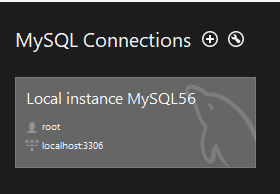 MySQL Connections
Local instance MySQL56
root
localhost:3306